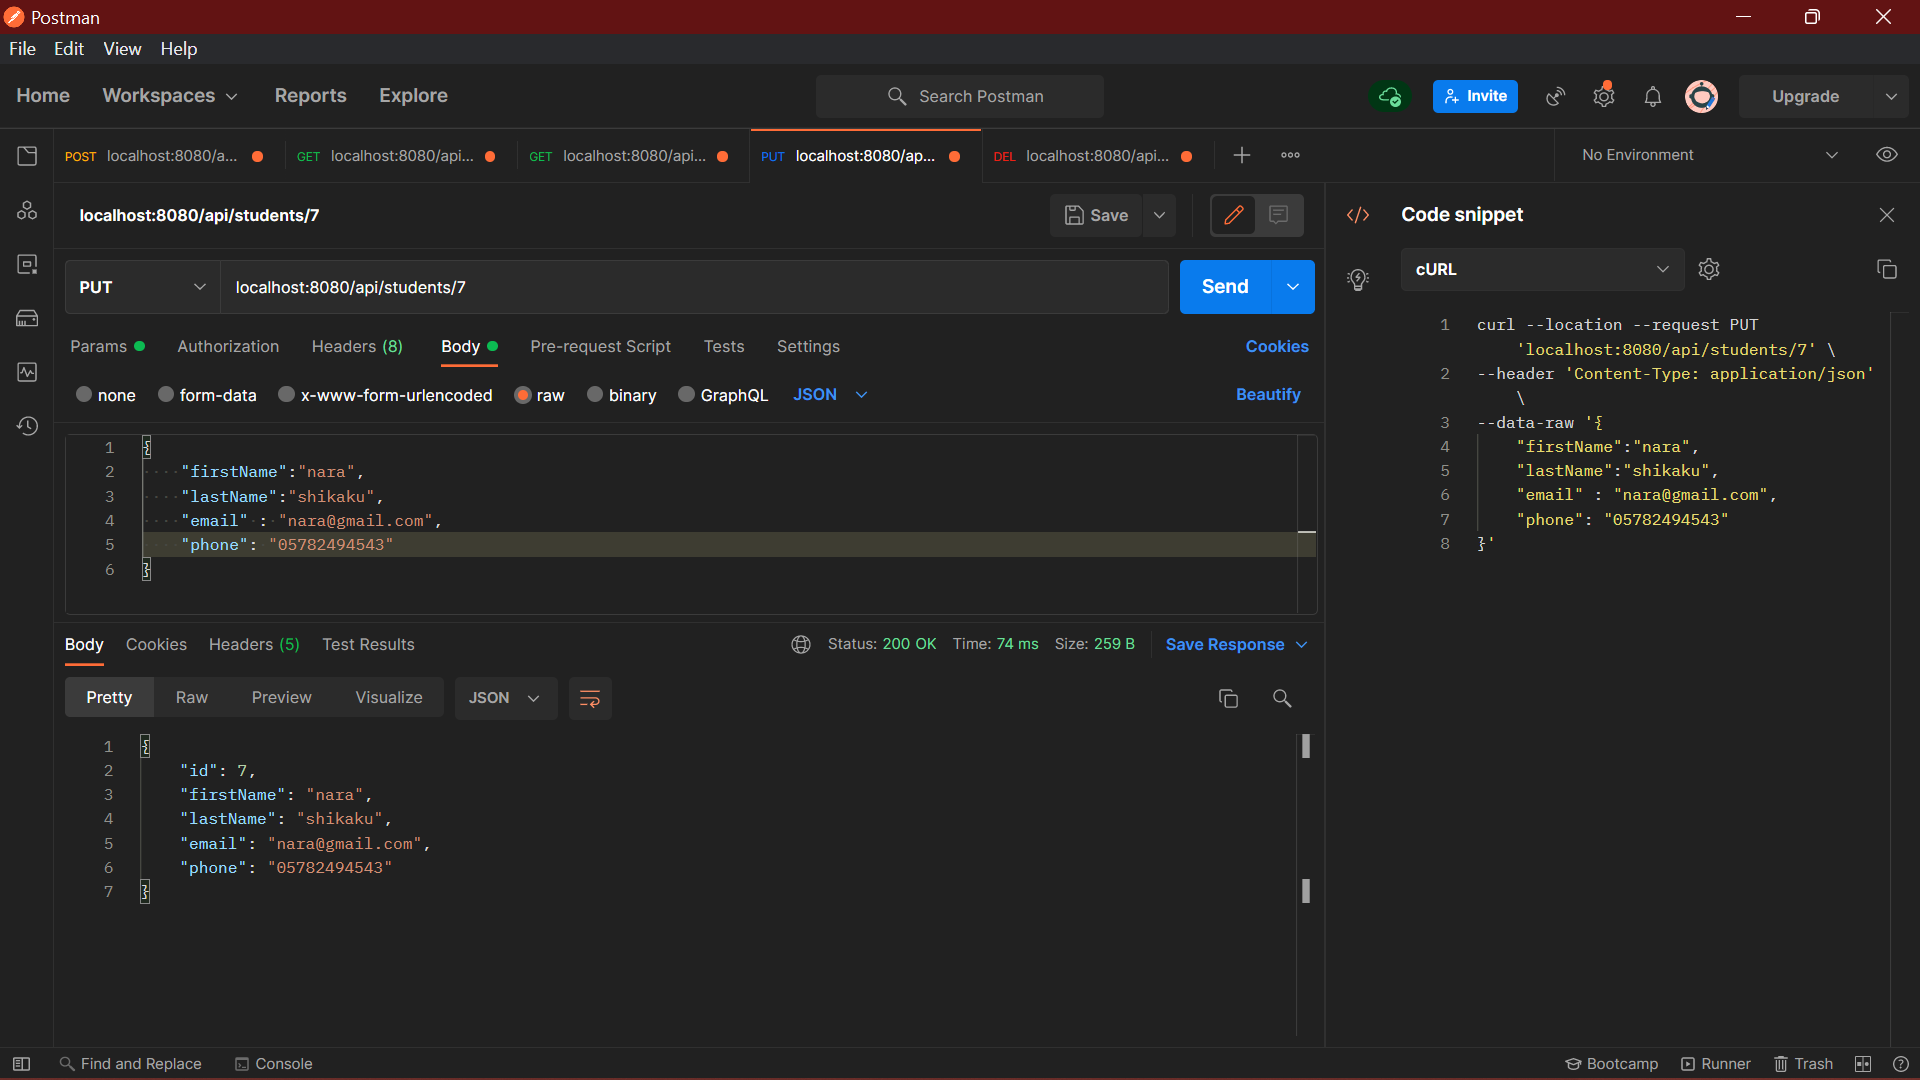 Postman
File Edit View Help
Home Workspaces Reports Explore Search Postman Invite Upgrade
POST localhost:8080/a... GET localhost:8080/api... GET localhost:8080/api... PUT localhost:8080/ap... DEL localhost:8080/api... No Environment
localhost:8080/api/students/7 Save
PUT localhost:8080/api/students/7 Send
Params Authorization Headers (8) Body Pre-request Script Tests Settings Cookies
none form-data x-www-form-urlencoded raw binary GraphQL JSON Beautify
1 {
2 "firstName":"nara",
3 "lastName":"shikaku",
4 "email" : "nara@gmail.com",
5 "phone": "05782494543"
6 }
Body Cookies Headers (5) Test Results Status: 200 OK Time: 74 ms Size: 259 B Save Response
Pretty Raw Preview Visualize JSON
1 {
2 "id": 7,
3 "firstName": "nara",
4 "lastName": "shikaku",
5 "email": "nara@gmail.com",
6 "phone": "05782494543"
7 }
</> Code snippet
cURL
1 curl --location --request PUT
'localhost:8080/api/students/7' \
2 --header 'Content-Type: application/json'
\
3 --data-raw '{
4 "firstName":"nara",
5 "lastName":"shikaku",
6 "email" : "nara@gmail.com",
7 "phone": "05782494543"
8 }'
Find and Replace Console Bootcamp Runner Trash